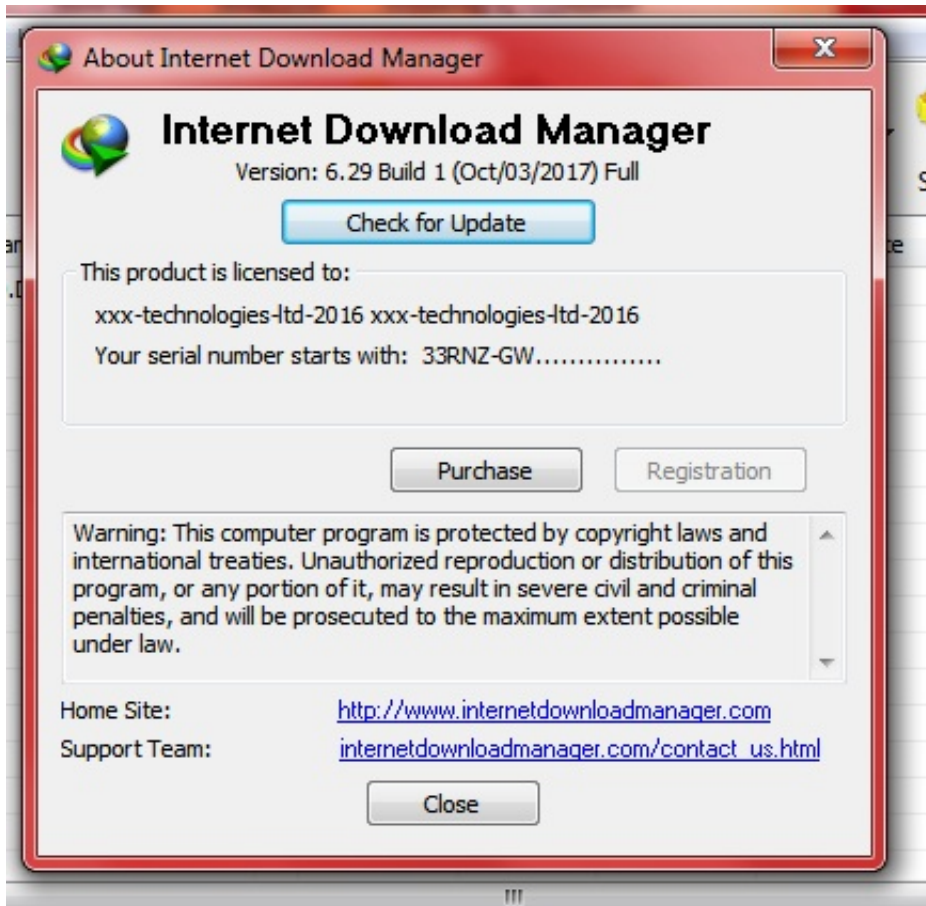 About Internet Download Manager
x
Internet Download Manager
Version: 6.29 Build 1 (Oct/03/2017) Full
Check for Update
This product is licensed to:
xxx-technologies-ltd-2016 xxx-technologies-ltd-2016
Your serial number starts with: 33RNZ-GW...............
Purchase
Registration
Warning: This computer program is protected by copyright laws and
international treaties. Unauthorized reproduction or distribution of this
program, or any portion of it, may result in severe civil and criminal
penalties, and will be prosecuted to the maximum extent possible
under law.
Home Site: http://www.internetdownloadmanager.com
Support Team: internetdownloadmanager.com/contact_us.html
Close